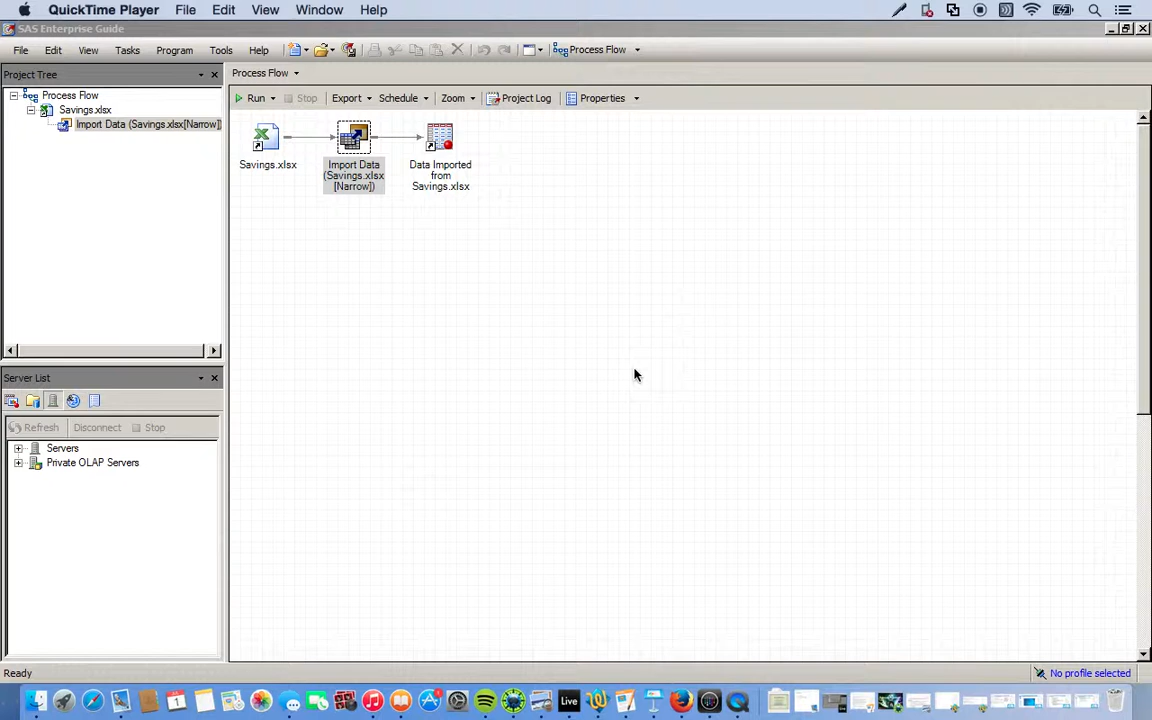 QuickTime Player File Edit View Window Help
SAS Enterprise Guide
File Edit View Tasks Program Tools Help Process Flow
Project Tree
Process Flow
Savings.xlsx
Import Data (Savings.xlsx[Narrow])
Process Flow
Run Stop Export Schedule Zoom Project Log Properties
Savings.xlsx
Import Data
(Savings.xlsx
[Narrow])
Data Imported
from
Savings.xlsx
Server List
Refresh Disconnect Stop
Servers
Private OLAP Servers
Ready
No profile selected
1
Live